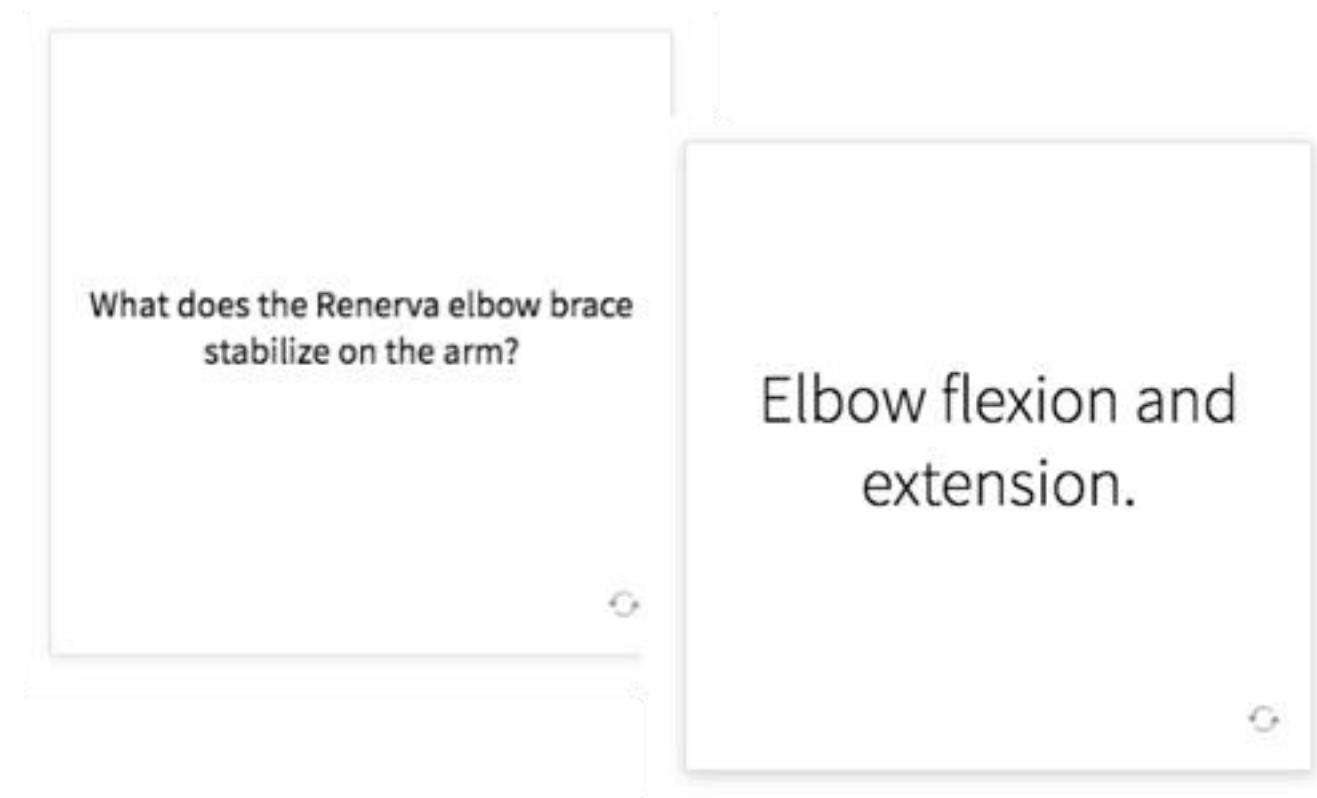 What does the Renerva elbow brace
stabilize on the arm?
Elbow flexion and
extension.